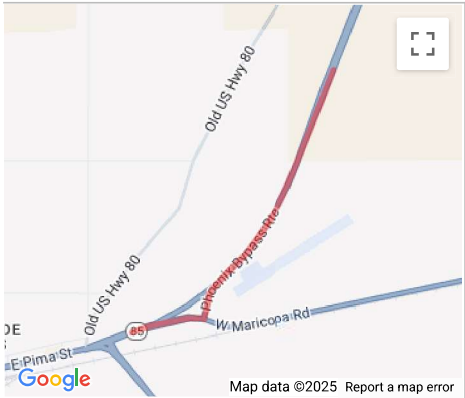 Old US Hwy 80
Phoenix Bypass Rte
Old US Hwy 80
DE
85
W Maricopa Rd
E Pima St
Google
Map data ©2025 Report a map error